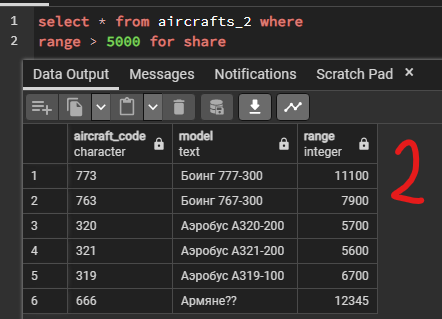 1
1 select * from aircrafts_2 where
2 range > 5000 for share
Data Output Messages Notifications Scratch Pad ×
aircraft_code character model text range integer
1 773 Боинг 777-300 11100
2 763 Боинг 767-300 7900
3 320 Аэробус A320-200 5700
4 321 Аэробус A321-200 5600
5 319 Аэробус A319-100 6700
6 666 Армяне?? 12345
2